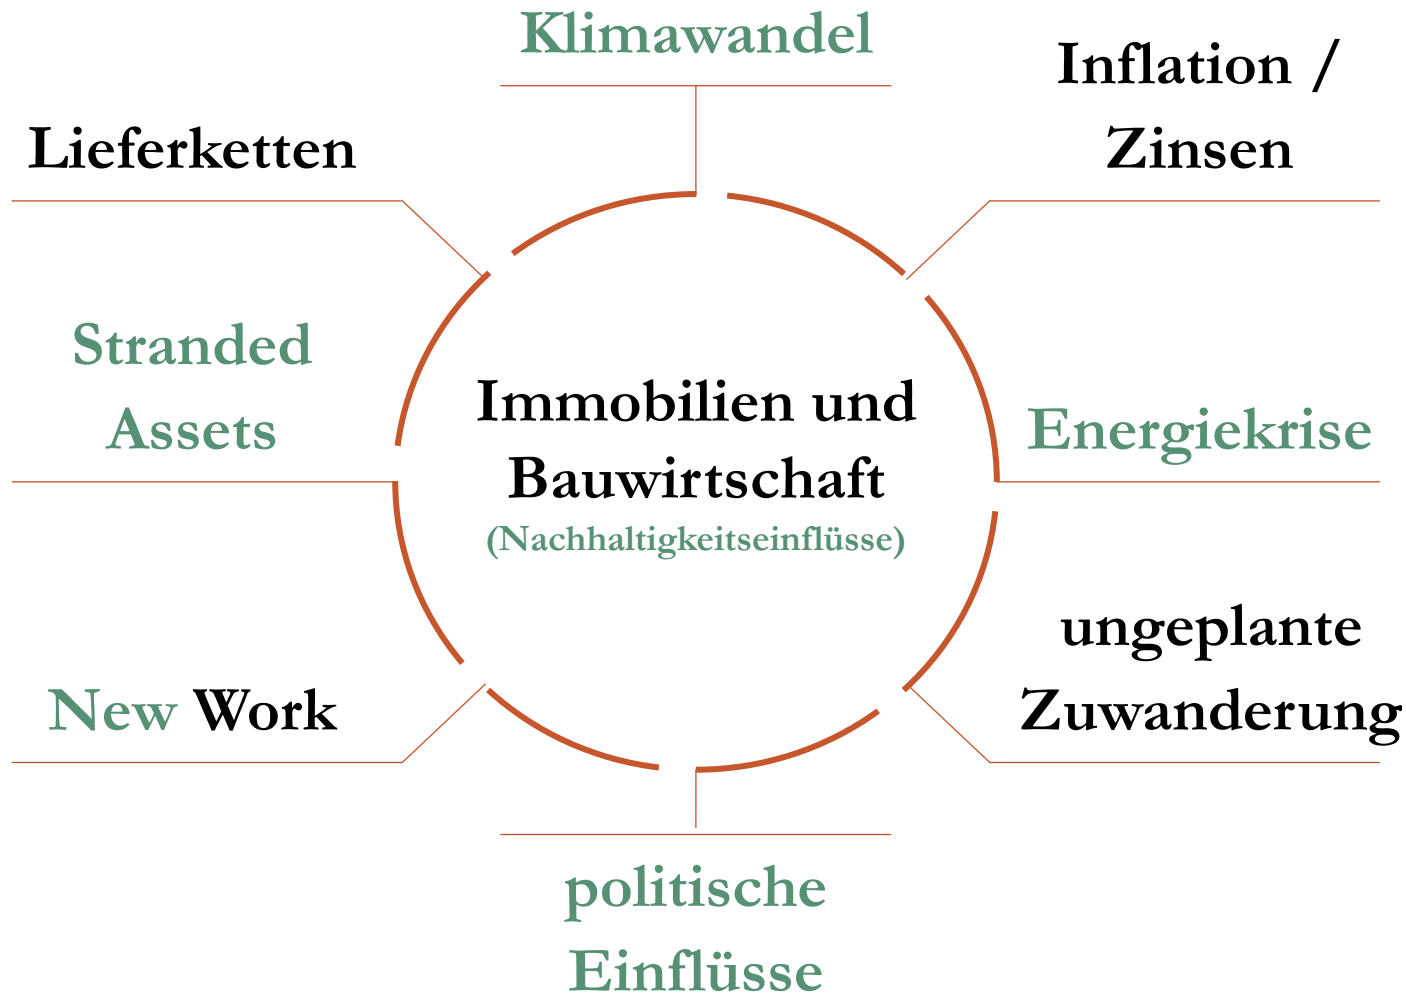 Klimawandel
Inflation /
Zinsen
Lieferketten
Stranded
Assets
Immobilien und
Bauwirtschaft
(Nachhaltigkeitseinflüsse)
Energiekrise
ungeplante
Zuwanderung
New Work
politische
Einflüsse